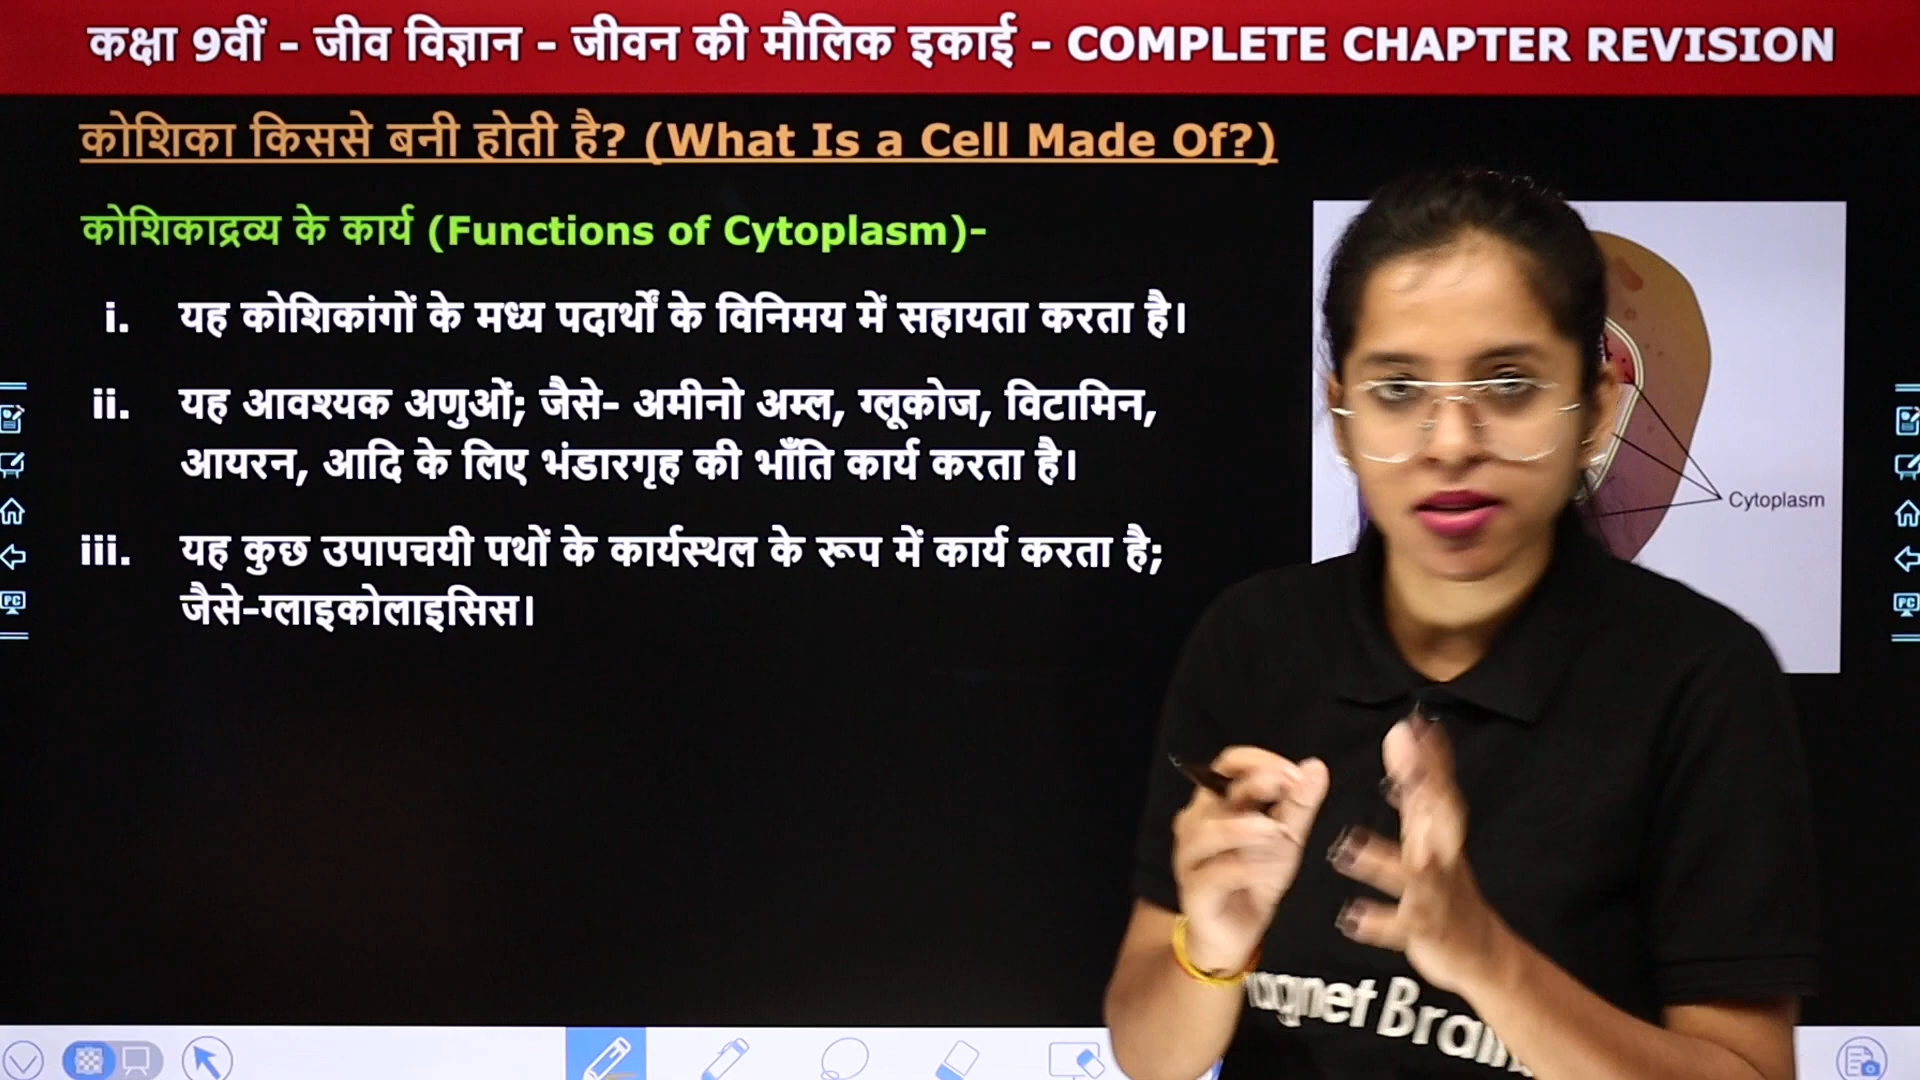 कक्षा 9वीं – जीव विज्ञान – जीवन की मौलिक इकाई – COMPLETE CHAPTER REVISION
कोशिका किससे बनी होती है? (What Is a Cell Made Of?)
कोशिकाद्रव्य के कार्य (Functions of Cytoplasm)-
i. यह कोशिकांगों के मध्य पदार्थों के विनिमय में सहायता करता है।
ii. यह आवश्यक अणुओं; जैसे- अमीनो अम्ल, ग्लूकोज, विटामिन,
आयरन, आदि के लिए भंडारगृह की भाँति कार्य करता है।
iii. यह कुछ उपापचयी पथों के कार्यस्थल के रूप में कार्य करता है;
जैसे-ग्लाइकोलाइसिस।
Cytoplasm
PC
PC